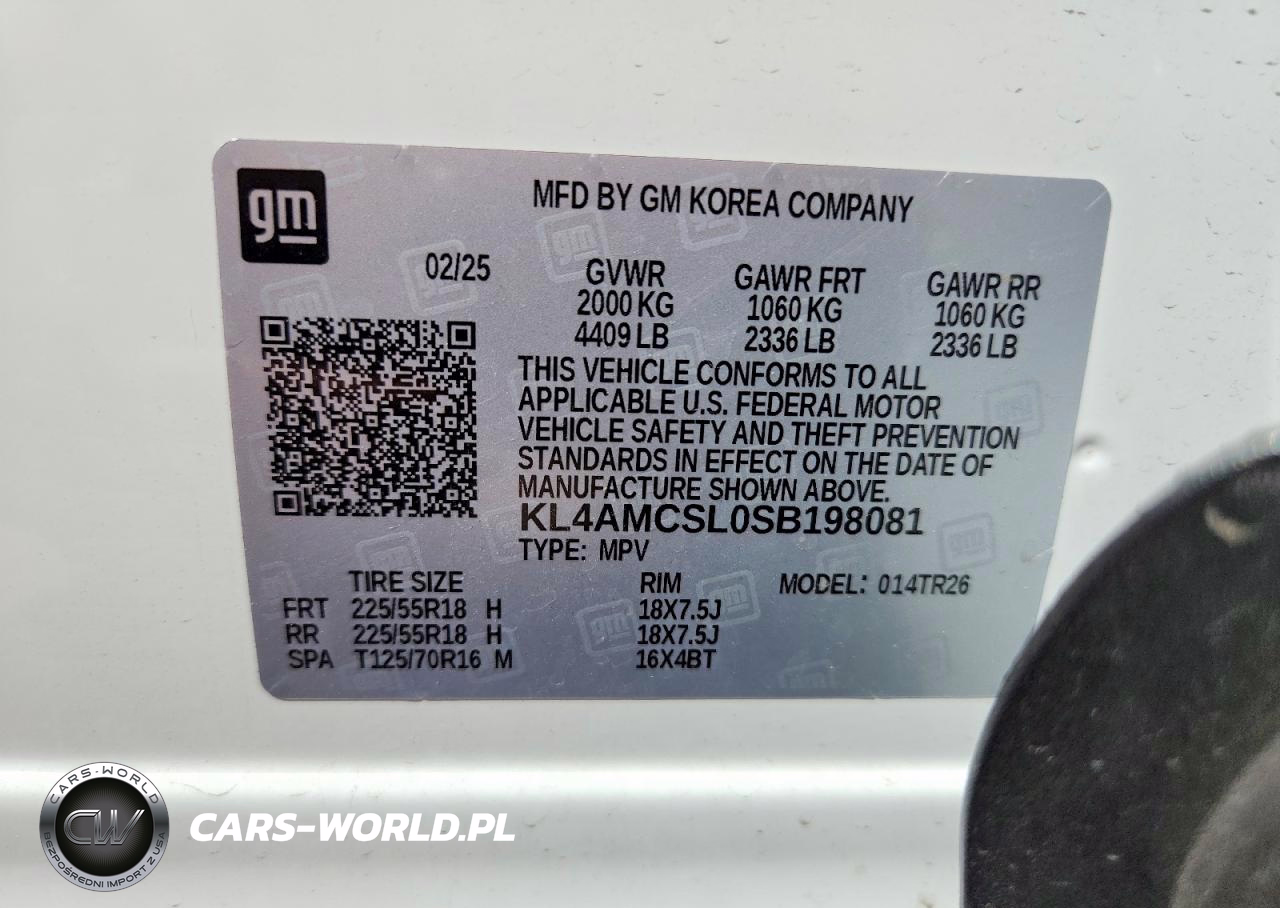 gm
MFD BY GM KOREA COMPANY
02/25
GVWR GAWR FRT GAWR RR
2000 KG 1060 KG 1060 KG
4409 LB 2336 LB 2336 LB
THIS VEHICLE CONFORMS TO ALL
APPLICABLE U.S. FEDERAL MOTOR
VEHICLE SAFETY AND THEFT PREVENTION
STANDARDS IN EFFECT ON THE DATE OF
MANUFACTURE SHOWN ABOVE.
KL4AMCSL0SB198081
TYPE: MPV
TIRE SIZE RIM MODEL: 014TR26
FRT 225/55R18 H 18X7.5J
RR 225/55R18 H 18X7.5J
SPA T125/70R16 M 16X4BT
CARS-WORLD
CW
BEZPOŚREDNI IMPORT Z USA
CARS-WORLD.PL